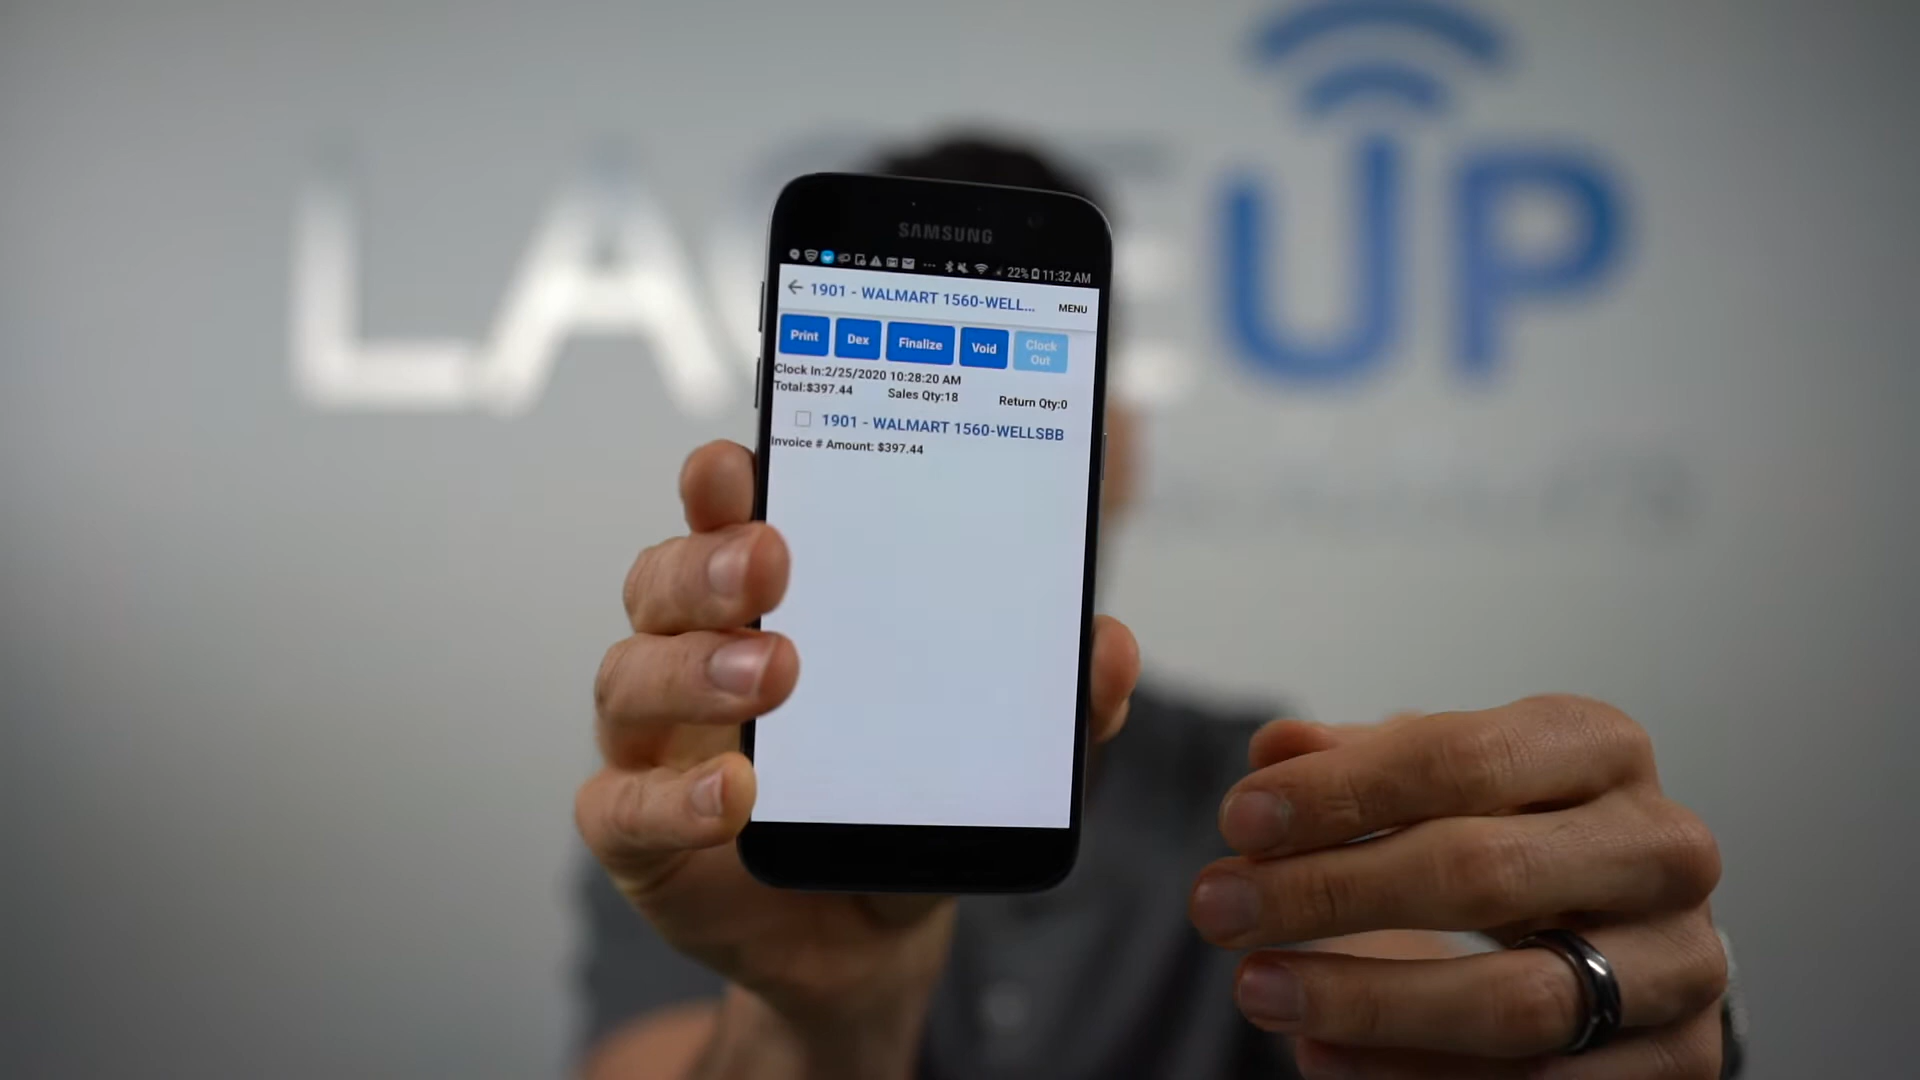 UP
SAMSUNG
22% 11:32 AM
1901 - WALMART 1560-WELL... MENU
Print Dex Finalize Void Clock Out
Clock In:2/25/2020 10:28:20 AM
Total:$397.44 Sales Qty:18 Return Qty:0
1901 - WALMART 1560-WELLSBB
Invoice # Amount: $397.44